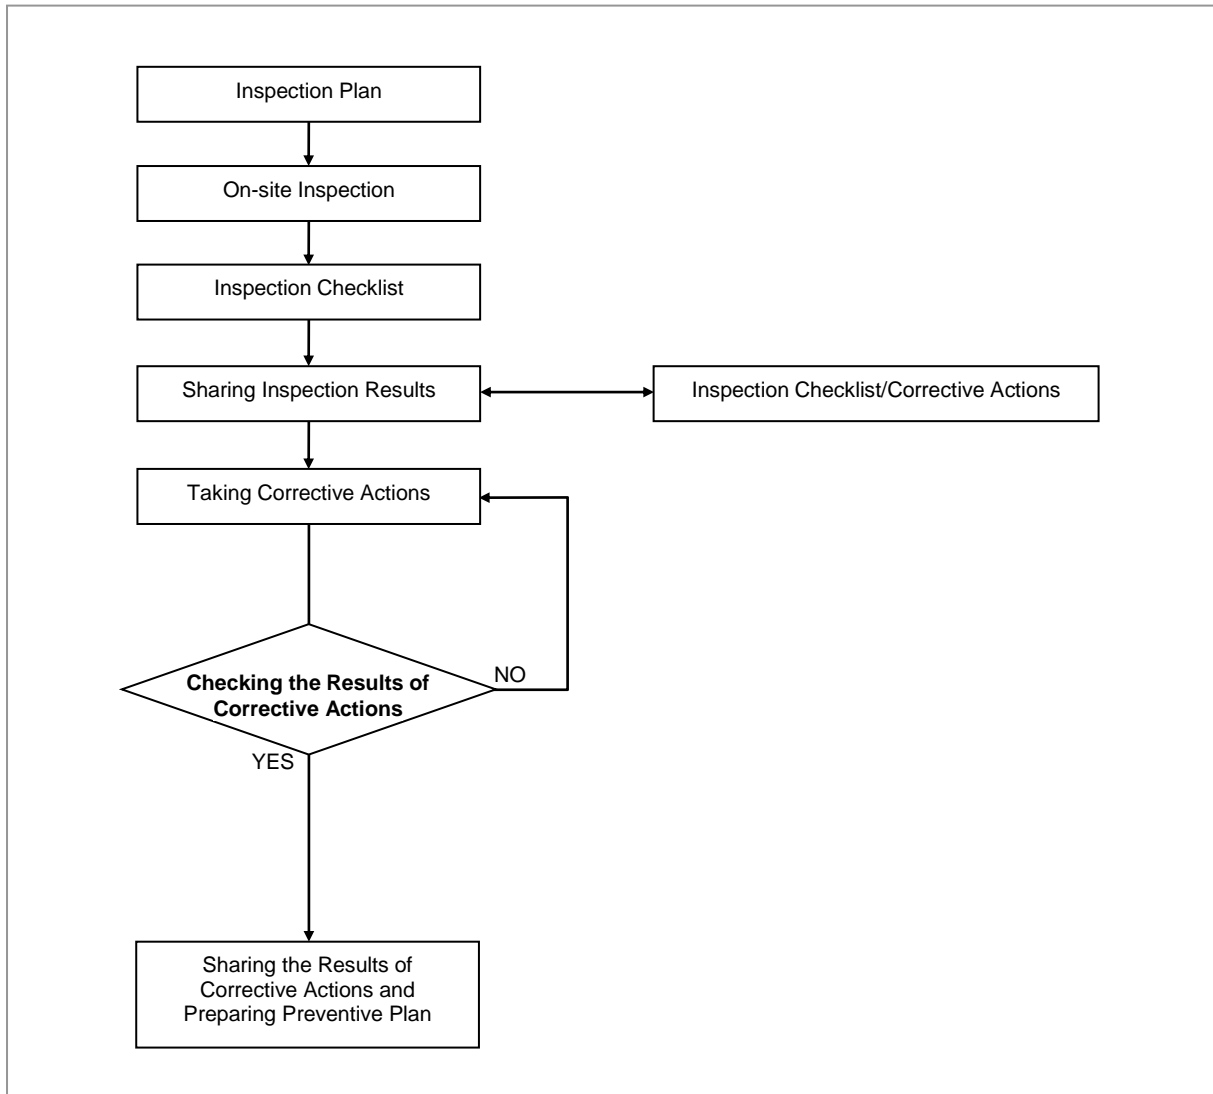 Inspection Plan
On-site Inspection
Inspection Checklist
Sharing Inspection Results
Inspection Checklist/Corrective Actions
Taking Corrective Actions
NO
Checking the Results of
Corrective Actions
YES
Sharing the Results of
Corrective Actions and
Preparing Preventive Plan